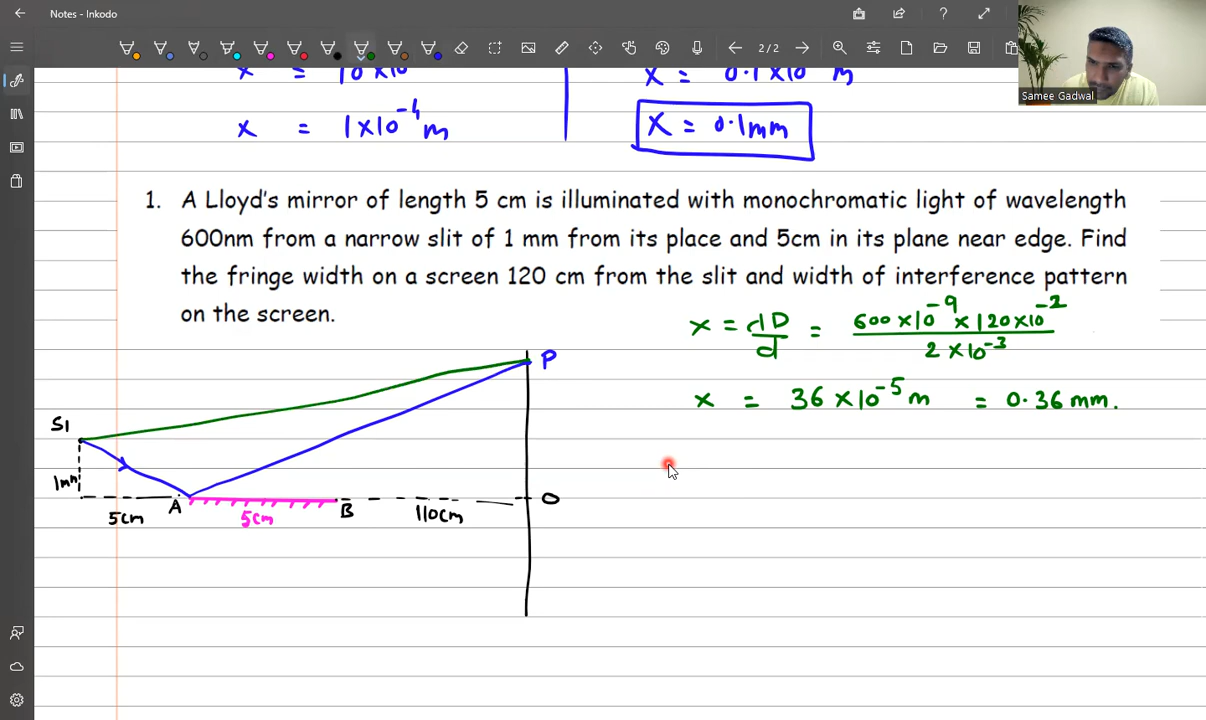 Notes - Inkodo
2/2
Samee Gadwal
x = 10 x 10
x = 0.1 x 10 m
x = 1 x 10⁻⁴ m
x = 0.1mm
1. A Lloyd's mirror of length 5 cm is illuminated with monochromatic light of wavelength
600nm from a narrow slit of 1 mm from its place and 5cm in its plane near edge. Find
the fringe width on a screen 120 cm from the slit and width of interference pattern
on the screen.
x = λD/d = 600 x 10⁻⁹ x 120 x 10⁻² / 2 x 10⁻³
x = 36 x 10⁻⁵ m = 0.36 mm.
P
S1
1mm
5cm
A
5cm
B
110cm
O